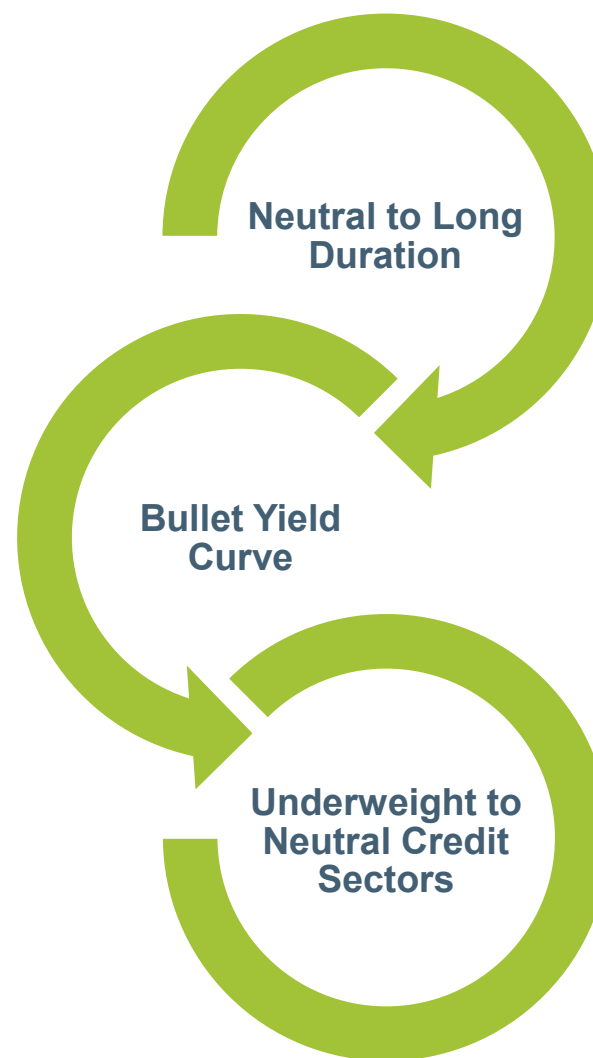 Neutral to Long
Duration
Bullet Yield
Curve
Underweight to
Neutral Credit
Sectors